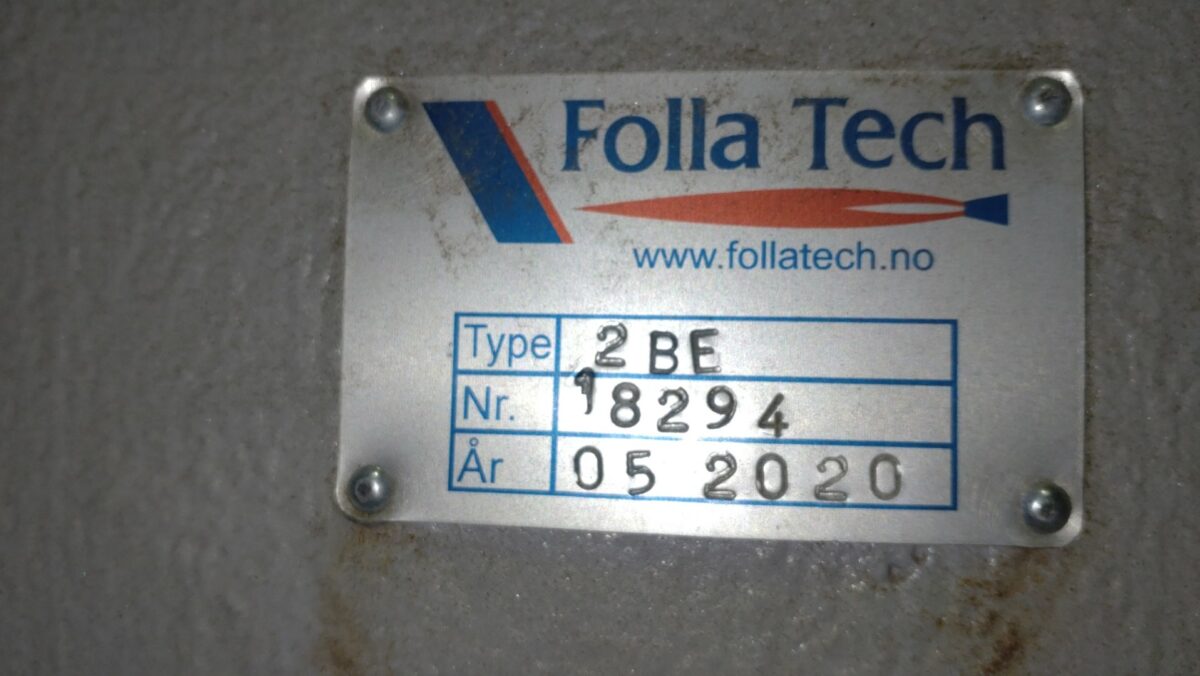 Folla Tech
www.follatech.no
Type 2 BE
Nr. 18294
År 05 2020